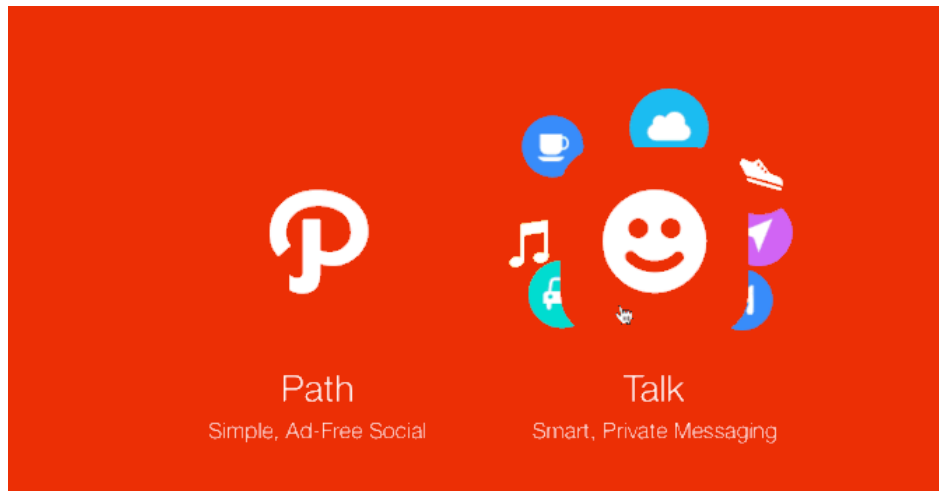 Path
Simple, Ad-Free Social
Talk
Smart, Private Messaging